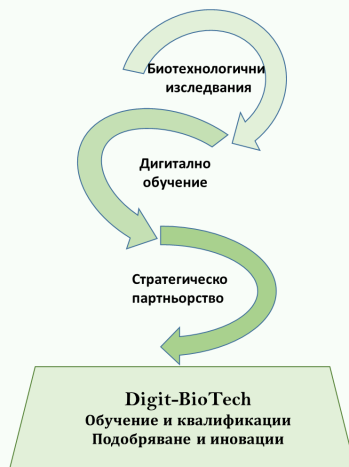 Биотехнологични
изследвания
Дигитално
обучение
Стратегическо
партньорство
Digit-BioTech
Обучение и квалификации
Подобряване и иновации